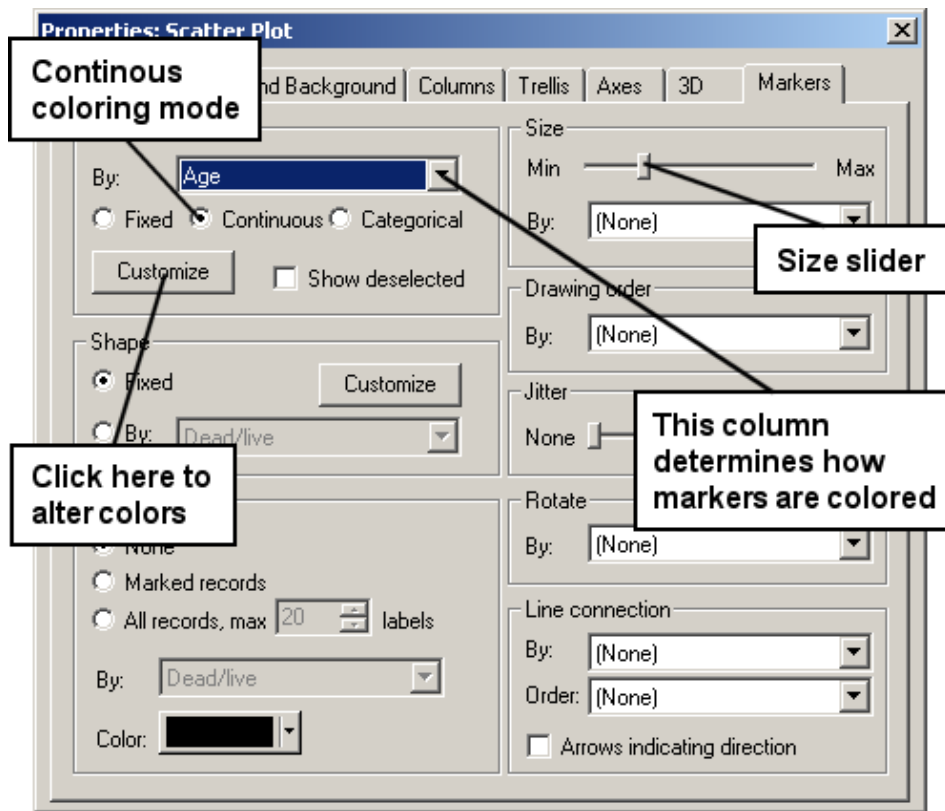 Properties: Scatter Plot
Continous
coloring mode
nd Background
Columns
Trellis
Axes
3D
Markers
By:
Age
Fixed
Continuous
Categorical
Customize
Show deselected
Size
Min
Max
By:
(None)
Size slider
Drawing order
By:
(None)
Shape
Fixed
Customize
By:
Dead/live
Jitter
None
This column
determines how
markers are colored
Click here to
alter colors
None
Marked records
All records, max
20
labels
By:
Dead/live
Color:
Rotate
By:
(None)
Line connection
By:
(None)
Order:
(None)
Arrows indicating direction